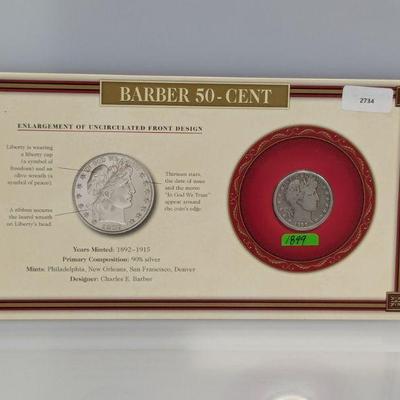 BARBER 50-CENT
2734
ENLARGEMENT OF UNCIRCULATED FRONT DESIGN
Liberty is wearing
a liberty cap
(a symbol of
freedom) and an
olive wreath (a
symbol of peace).
Thirteen stars,
the date of issue
and the motto
"In God We Trust"
appear around
the coin's edge.
A ribbon secures
the laurel wreath
on Liberty's head.
Years Minted: 1892–1915
Primary Composition: 90% silver
Mints: Philadelphia, New Orleans, San Francisco, Denver
Designer: Charles E. Barber
1899